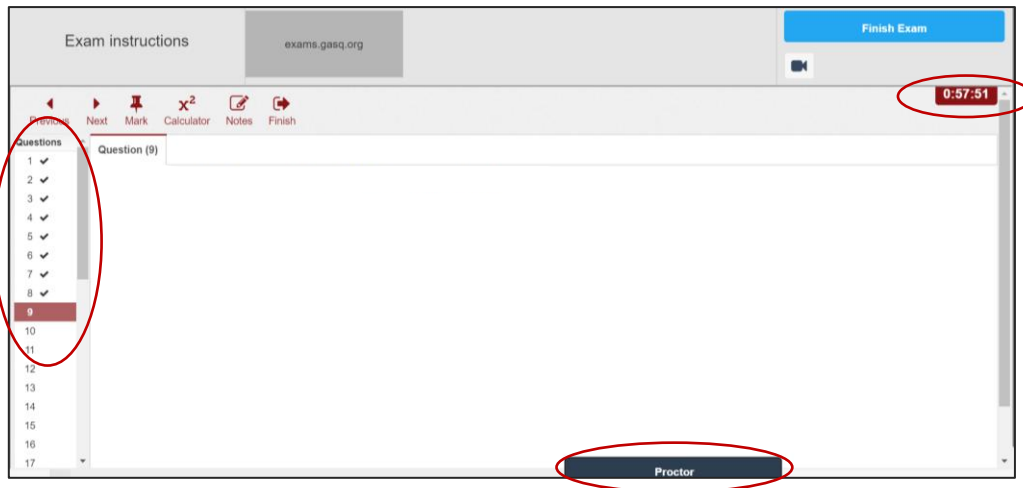 Exam instructions
exams.gasq.org
Finish Exam
0:57:51
Previous Next Mark x² Calculator Notes Finish
Questions
Question (9)
1 ✔
2 ✔
3 ✔
4 ✔
5 ✔
6 ✔
7 ✔
8 ✔
9
10
11
12
13
14
15
16
17
Proctor